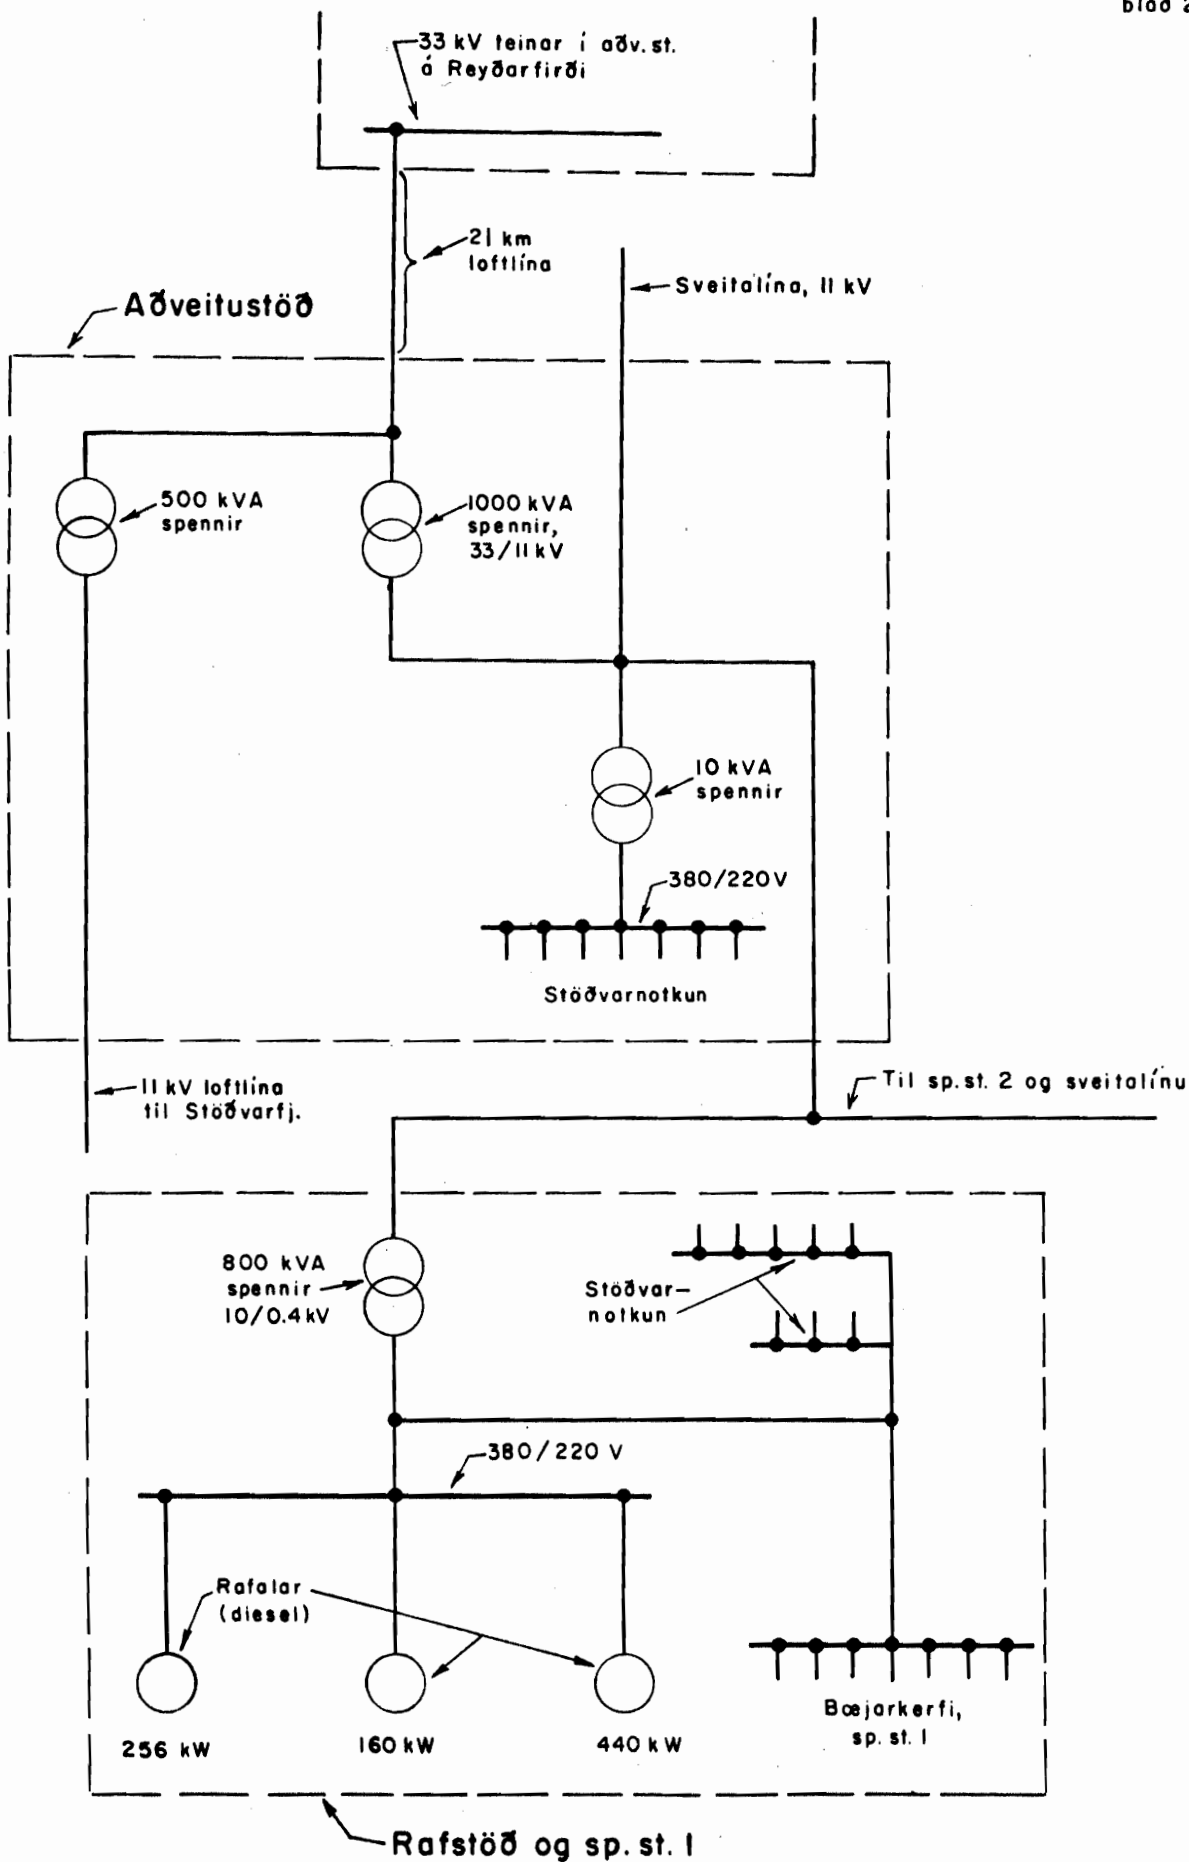 blað 2
33 kV teinar í aðv.st.
á Reyðarfirði
21 km
loftlína
Sveitalína, 11 kV
Aðveitustöð
500 kVA
spennir
1000 kVA
spennir,
33/11 kV
10 kVA
spennir
380/220V
Stöðvarnotkun
11 kV loftlína
til Stöðvarfj.
Til sp.st. 2 og sveitalínu
800 kVA
spennir
10/0.4 kV
Stöðvar-
notkun
380/220 V
Rafalar
(diesel)
256 kW
160 kW
440 kW
Bæjarkerfi,
sp. st. 1
Rafstöð og sp. st. 1